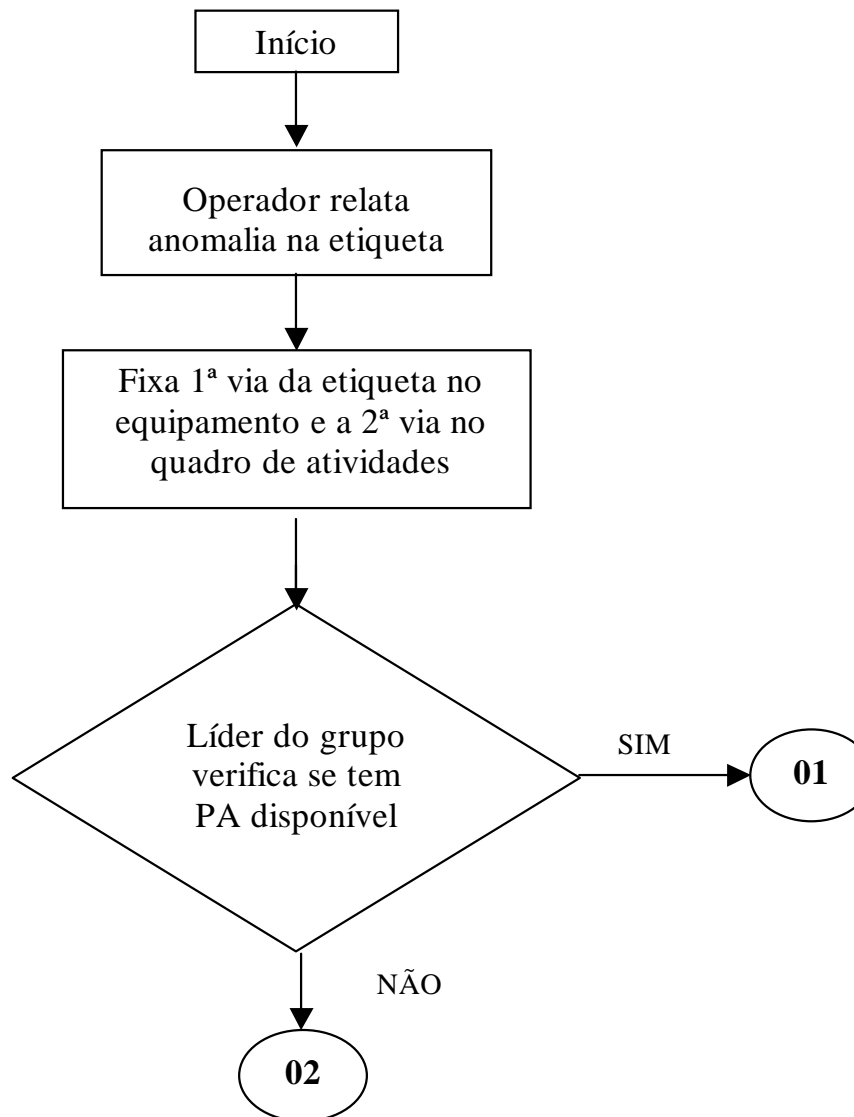 Início
Operador relata
anomalia na etiqueta
Fixa 1ª via da etiqueta no
equipamento e a 2ª via no
quadro de atividades
Líder do grupo
verifica se tem
PA disponível
SIM
01
NÃO
02